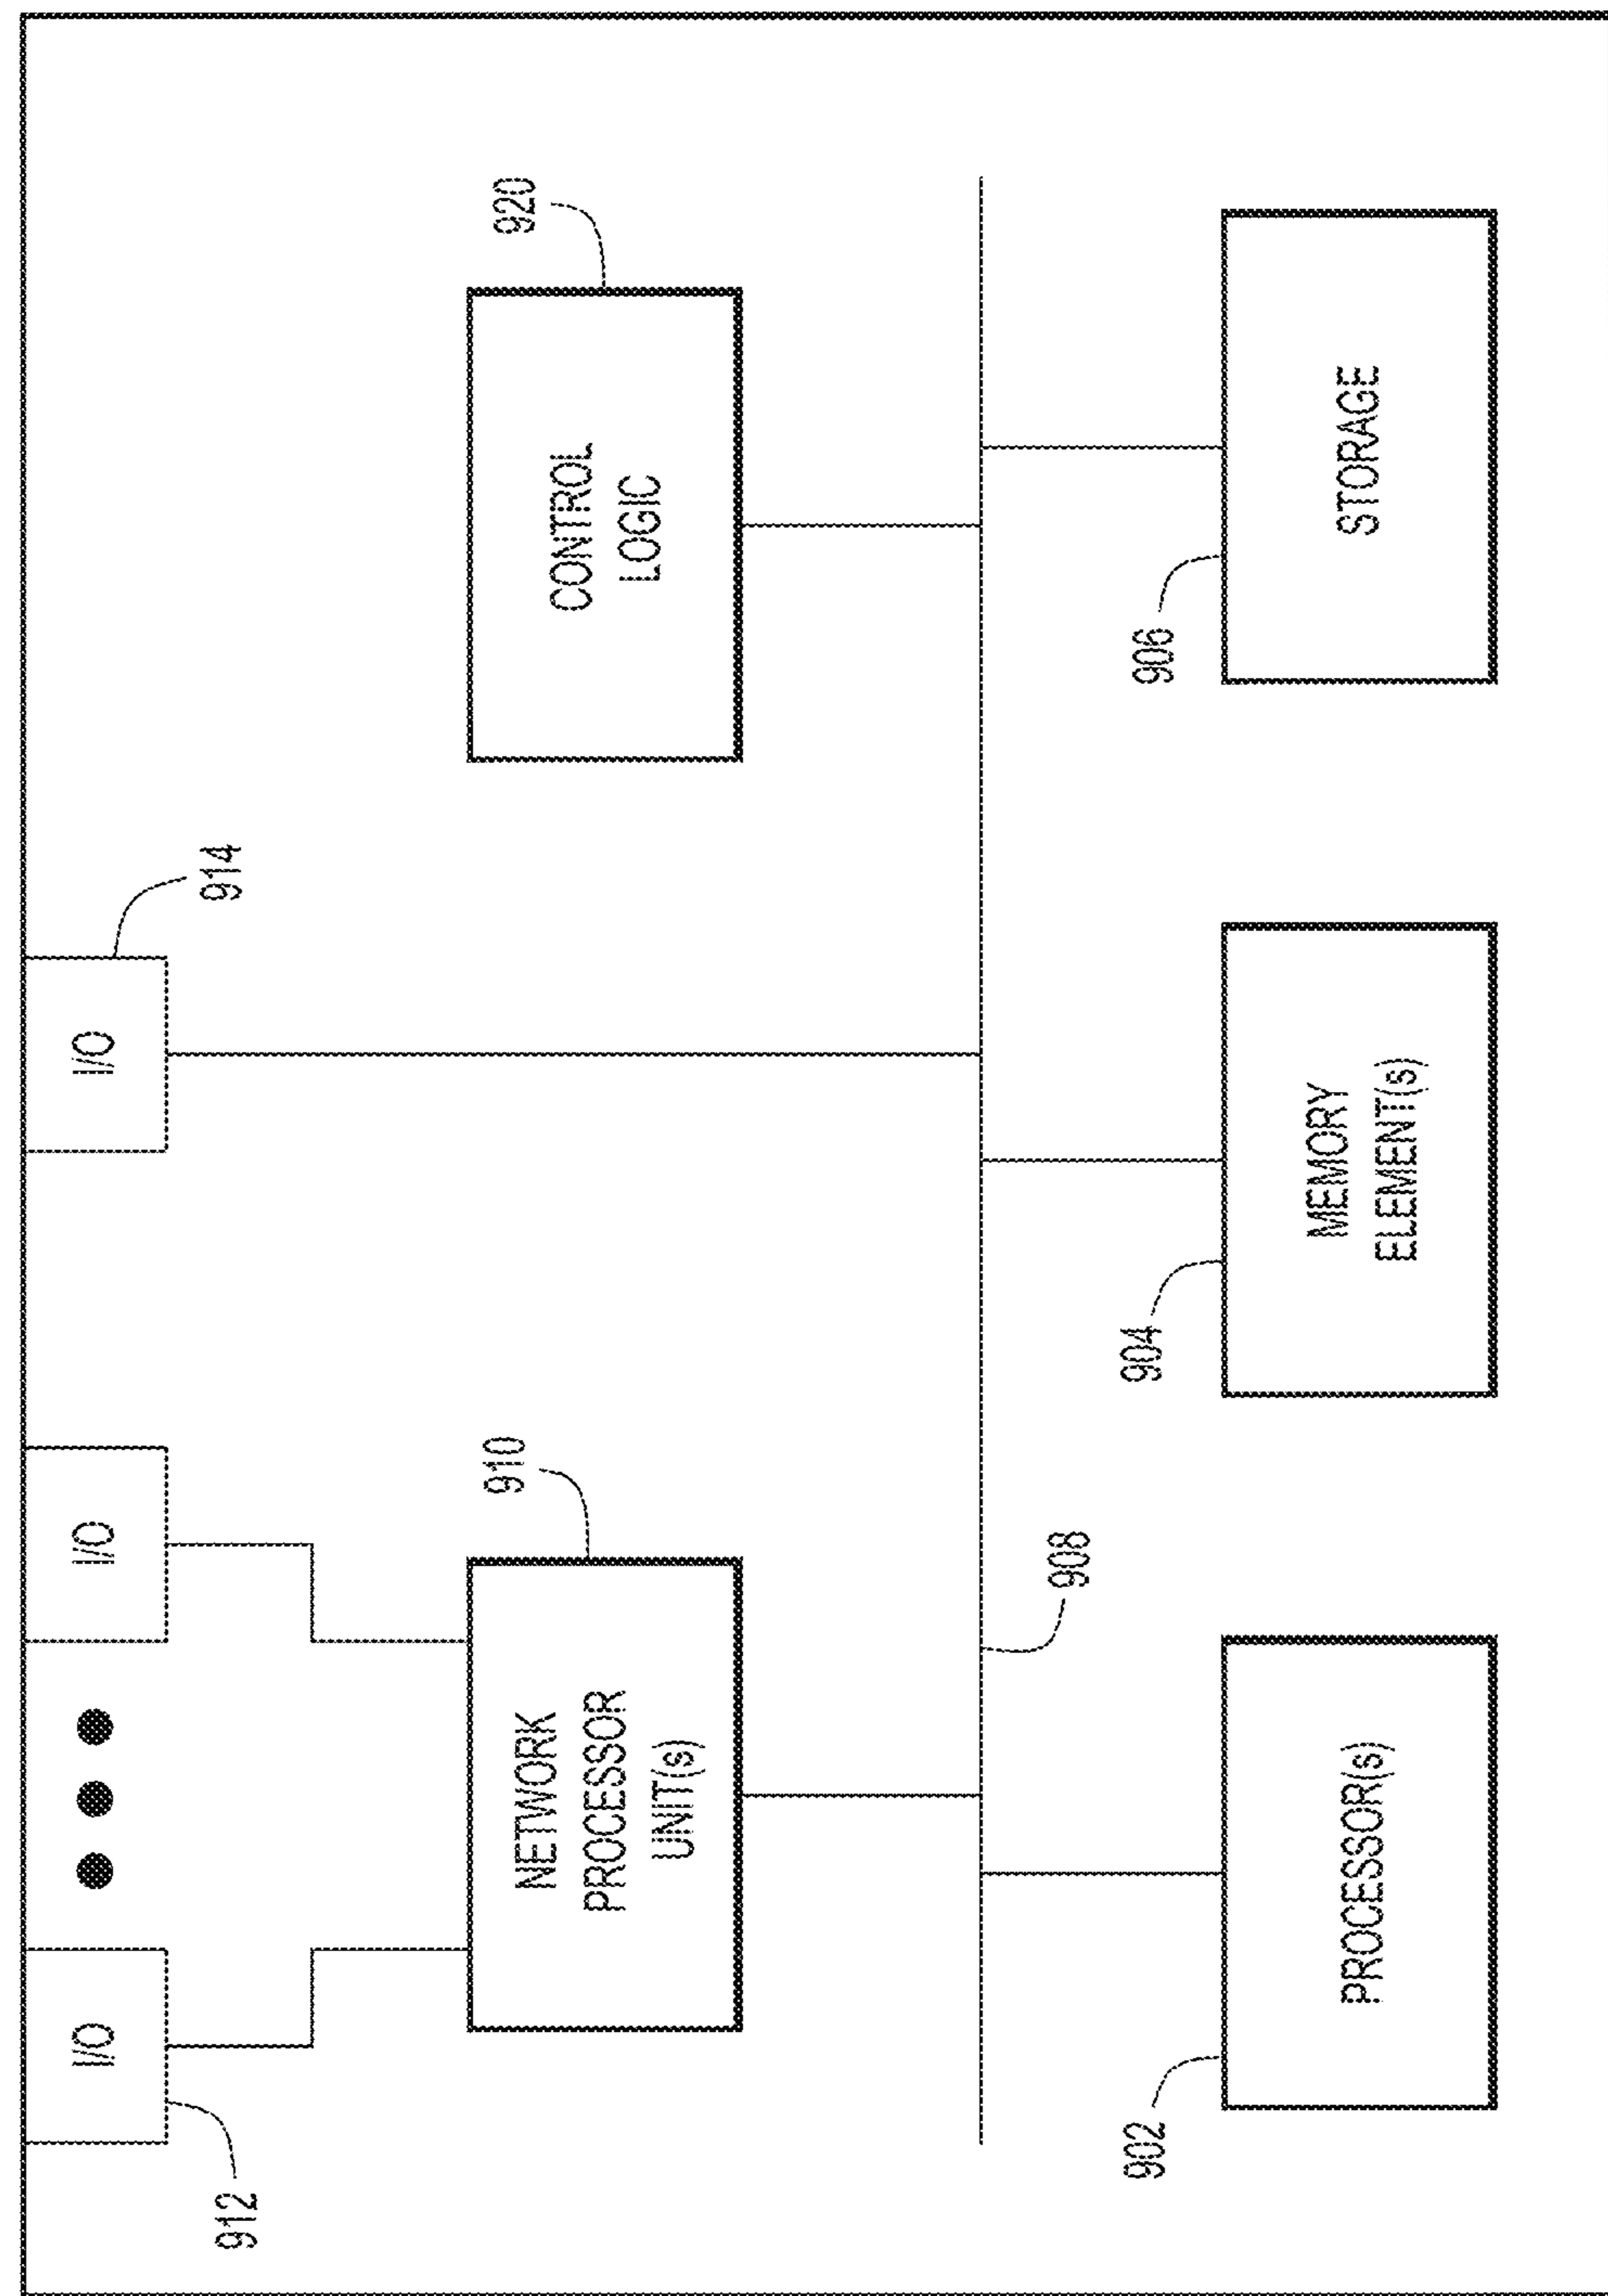 I/O
I/O
I/O
912
914
NETWORK
PROCESSOR
UNIT(s)
910
CONTROL
LOGIC
920
908
902
PROCESSOR(s)
904
MEMORY
ELEMENT(s)
906
STORAGE